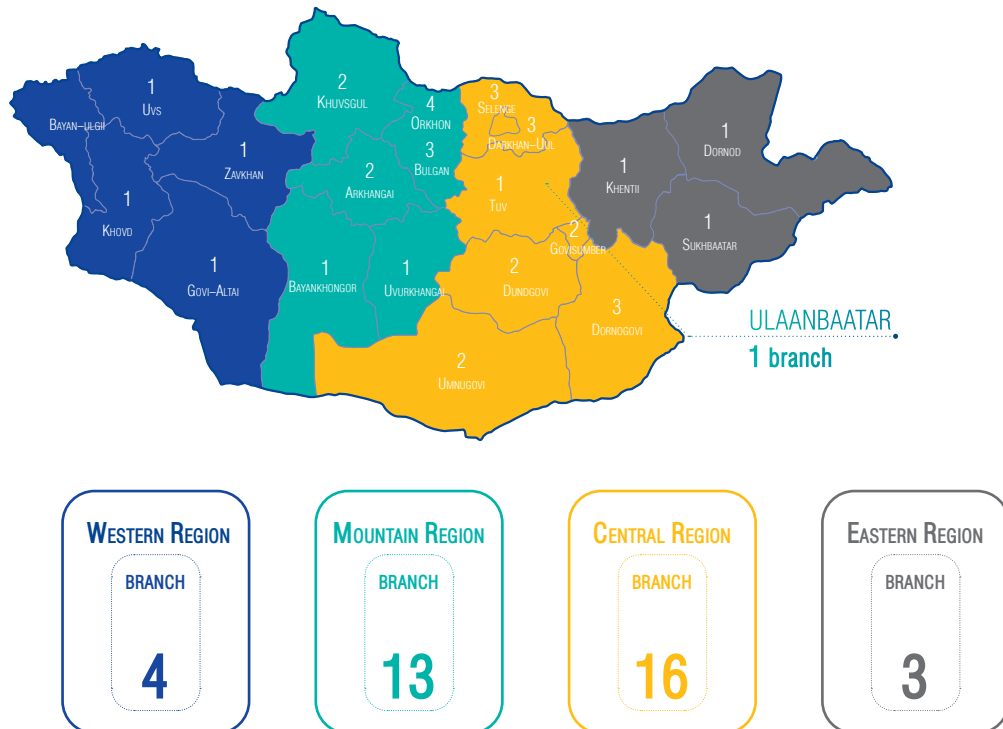 2
KHUVSGUL
1
UVS
BAYAN-ULGII
3
SELENGE
4
ORKHON
3
DARKHAN-UUL
1
DORNOD
1
ZAVKHAN
3
BULGAN
2
ARKHANGAI
1
KHENTII
1
TUV
1
KHOVD
2
GOVISUMBER
1
SUKHBAATAR
1
GOVI-ALTAI
1
BAYANKHONGOR
1
UVURKHANGAI
2
DUNDGOVI
3
DORNOGOVI
2
UMNUGOVI
ULAANBAATAR
1 branch
WESTERN REGION
BRANCH
4
MOUNTAIN REGION
BRANCH
13
CENTRAL REGION
BRANCH
16
EASTERN REGION
BRANCH
3